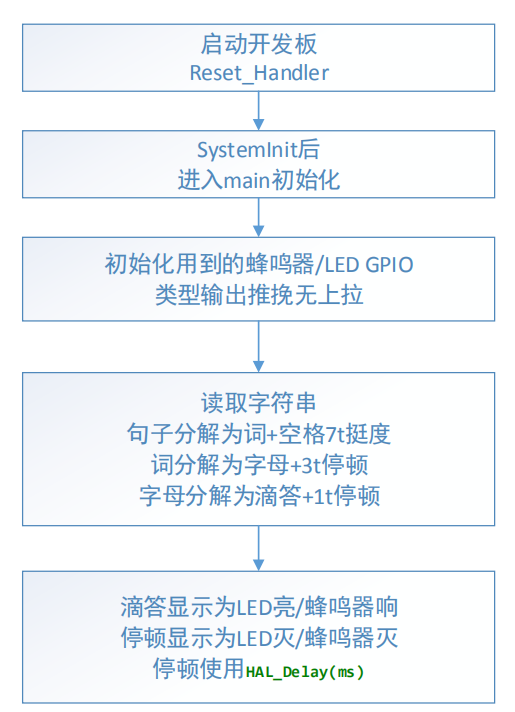 启动开发板
Reset_Handler
SystemInit后
进入main初始化
初始化用到的蜂鸣器/LED GPIO
类型输出推挽无上拉
读取字符串
句子分解为词+空格7t挺度
词分解为字母+3t停顿
字母分解为滴答+1t停顿
滴答显示为LED亮/蜂鸣器响
停顿显示为LED灭/蜂鸣器灭
停顿使用HAL_Delay(ms)